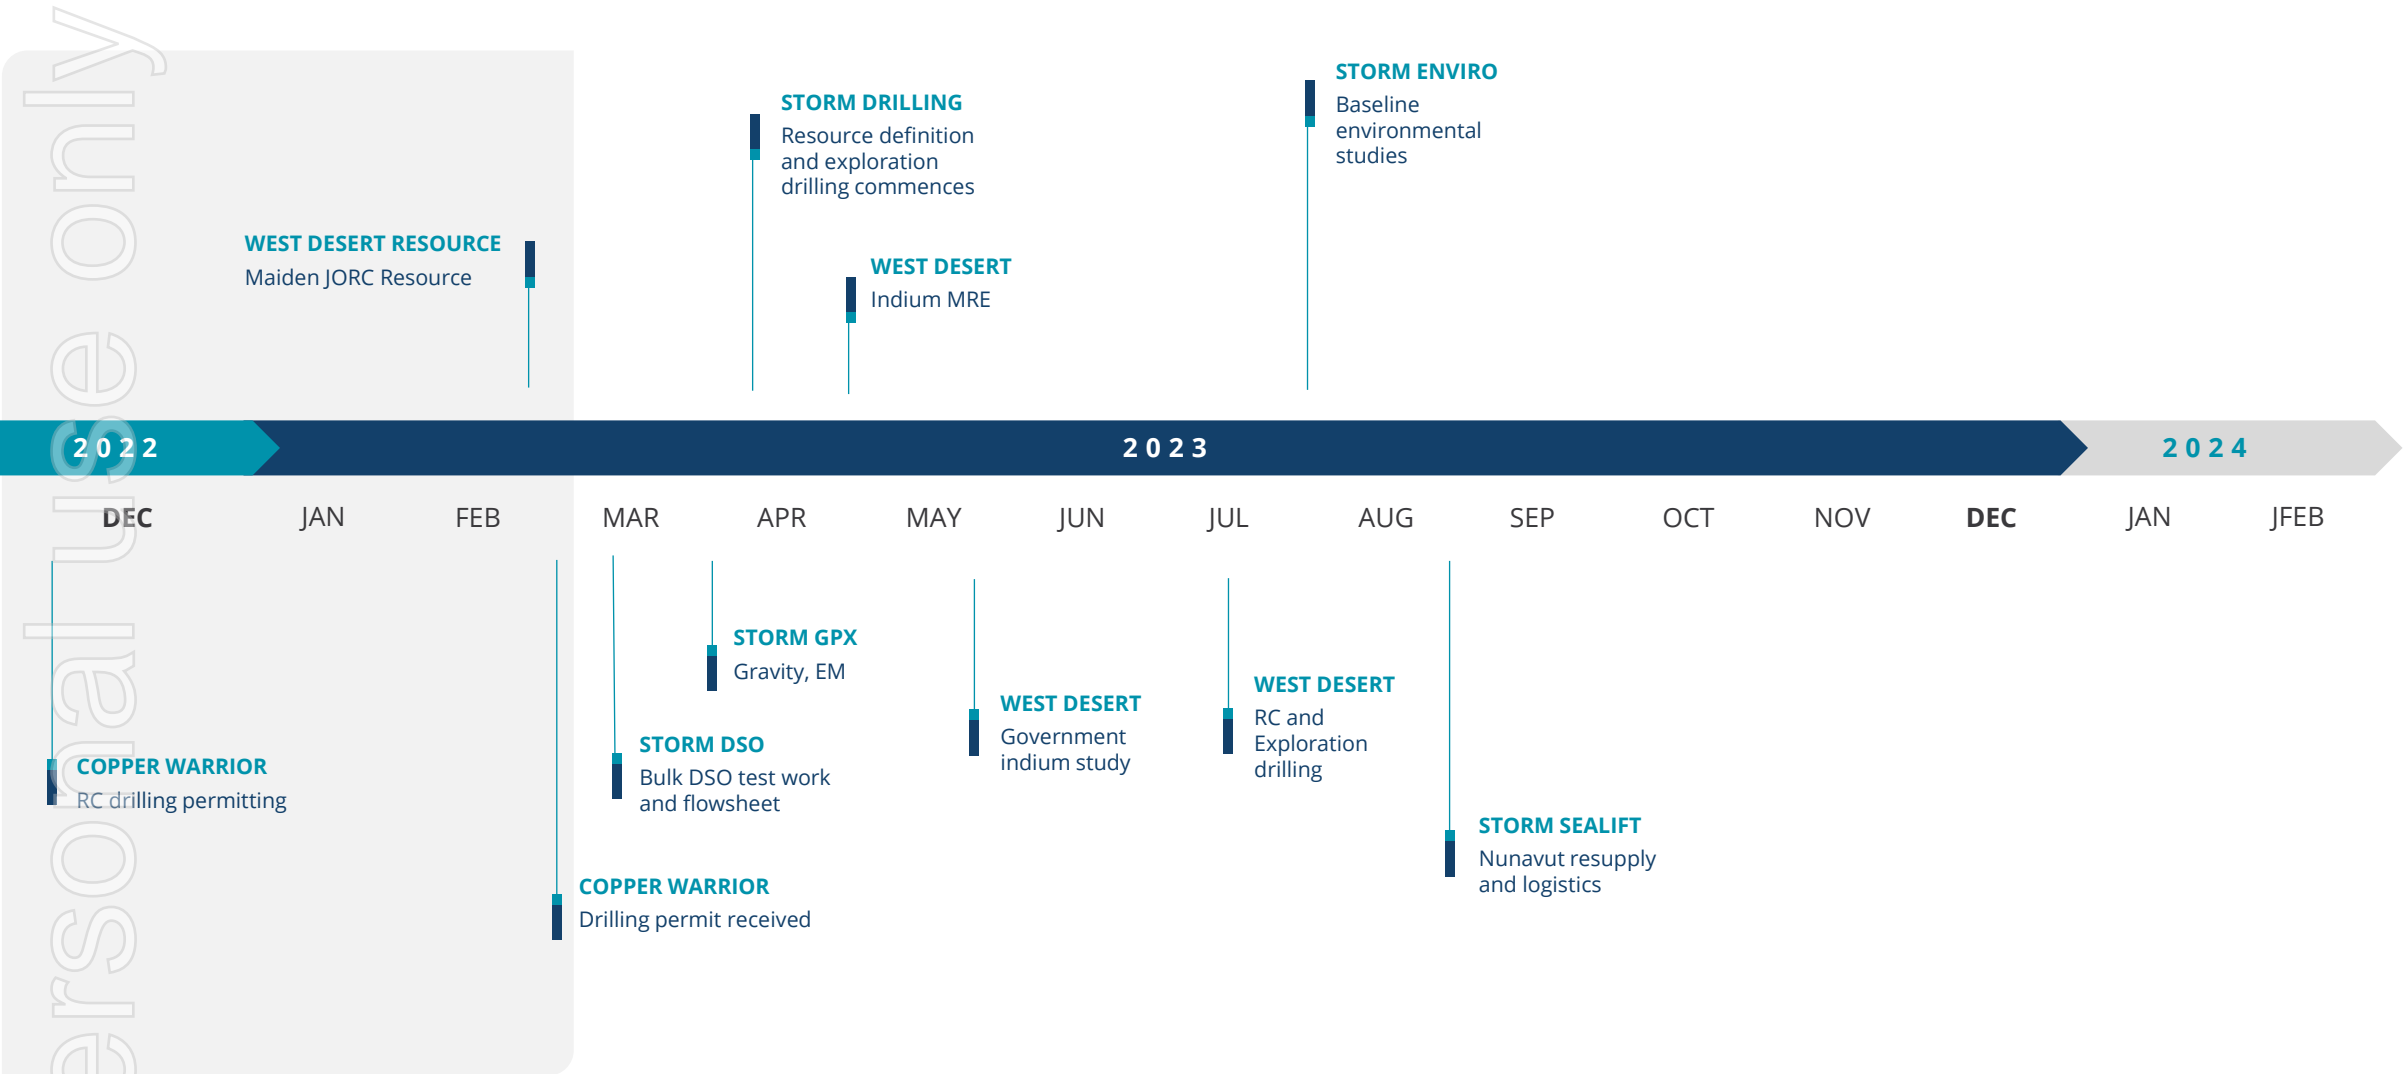 STORM ENVIRO
Baseline
environmental
studies
STORM DRILLING
Resource definition
and exploration
drilling commences
WEST DESERT RESOURCE
Maiden JORC Resource
WEST DESERT
Indium MRE
2022
2023
2024
DEC
JAN
FEB
MAR
APR
MAY
JUN
JUL
AUG
SEP
OCT
NOV
DEC
JAN
JFEB
STORM GPX
Gravity, EM
WEST DESERT
RC and
Exploration
drilling
WEST DESERT
Government
indium study
STORM DSO
Bulk DSO test work
and flowsheet
COPPER WARRIOR
RC drilling permitting
STORM SEALIFT
Nunavut resupply
and logistics
COPPER WARRIOR
Drilling permit received
ersonal use only